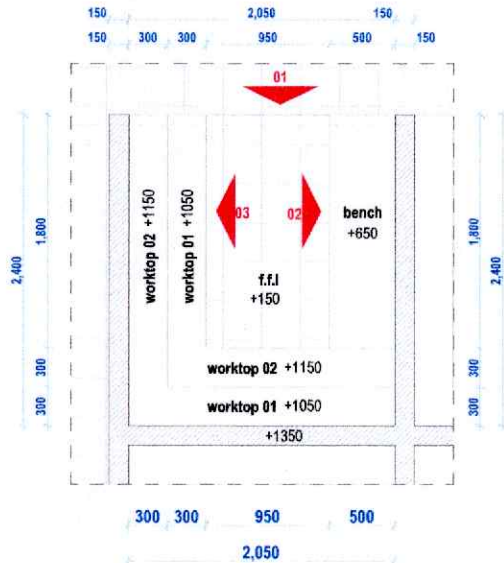 150 2,050 150
150 300 300 950 500 150
01
2,400 1,800 300 300
worktop 02 +1150
worktop 01 +1050
03 02
bench
+650
f.f.l
+150
1,800 300 300 2,400
worktop 02 +1150
worktop 01 +1050
+1350
300 300 950 500
2,050